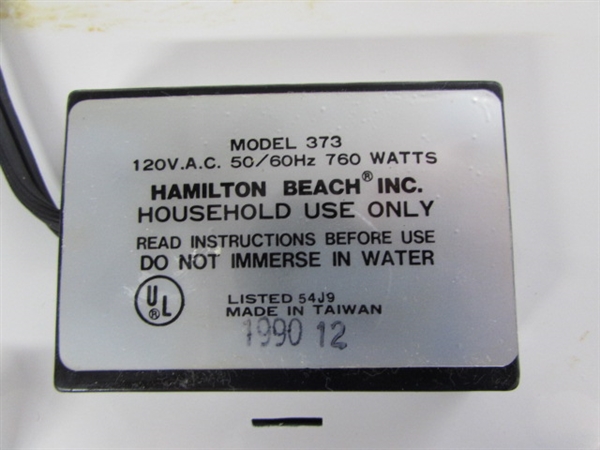 MODEL 373
120V.A.C. 50/60Hz 760 WATTS
HAMILTON BEACH® INC.
HOUSEHOLD USE ONLY
READ INSTRUCTIONS BEFORE USE
DO NOT IMMERSE IN WATER
UL
LISTED 54J9
MADE IN TAIWAN
1990 12